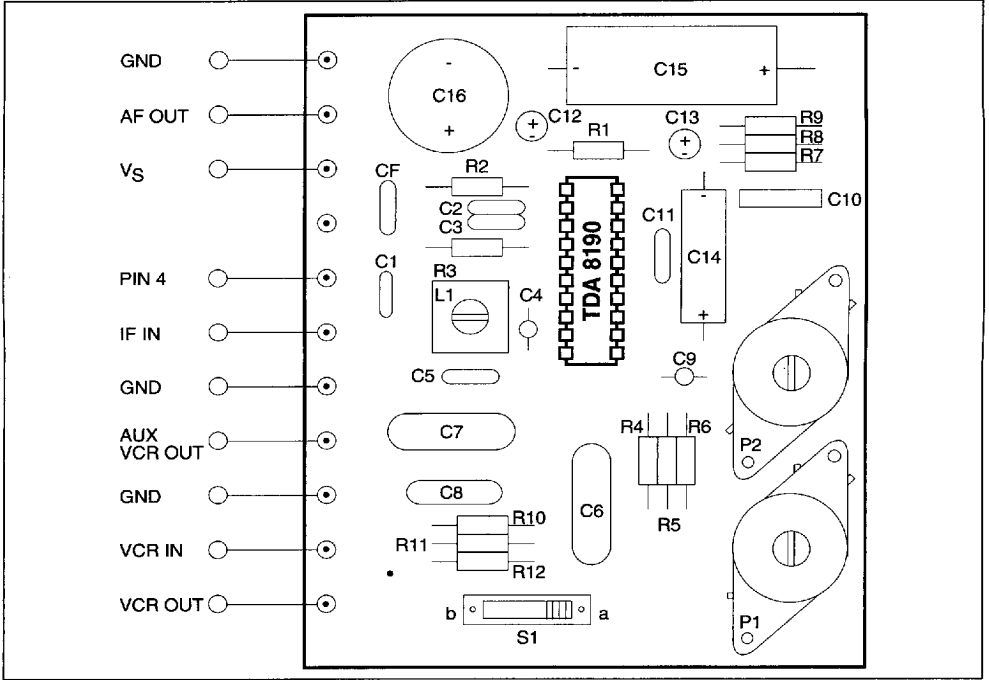 GND
AF OUT
VS
PIN 4
IF IN
GND
AUX
VCR OUT
GND
VCR IN
VCR OUT
-
C16
+
- C15 +
C12
+
-
R1
C13
+
-
R9
R8
R7
CF
R2
C2
C3
C1
R3
L1
C4
TDA 8190
C11
-
C14
+
C10
C5
C9
C7
R4
R6
R5
P2
C8
C6
R10
R11
R12
b
a
S1
P1